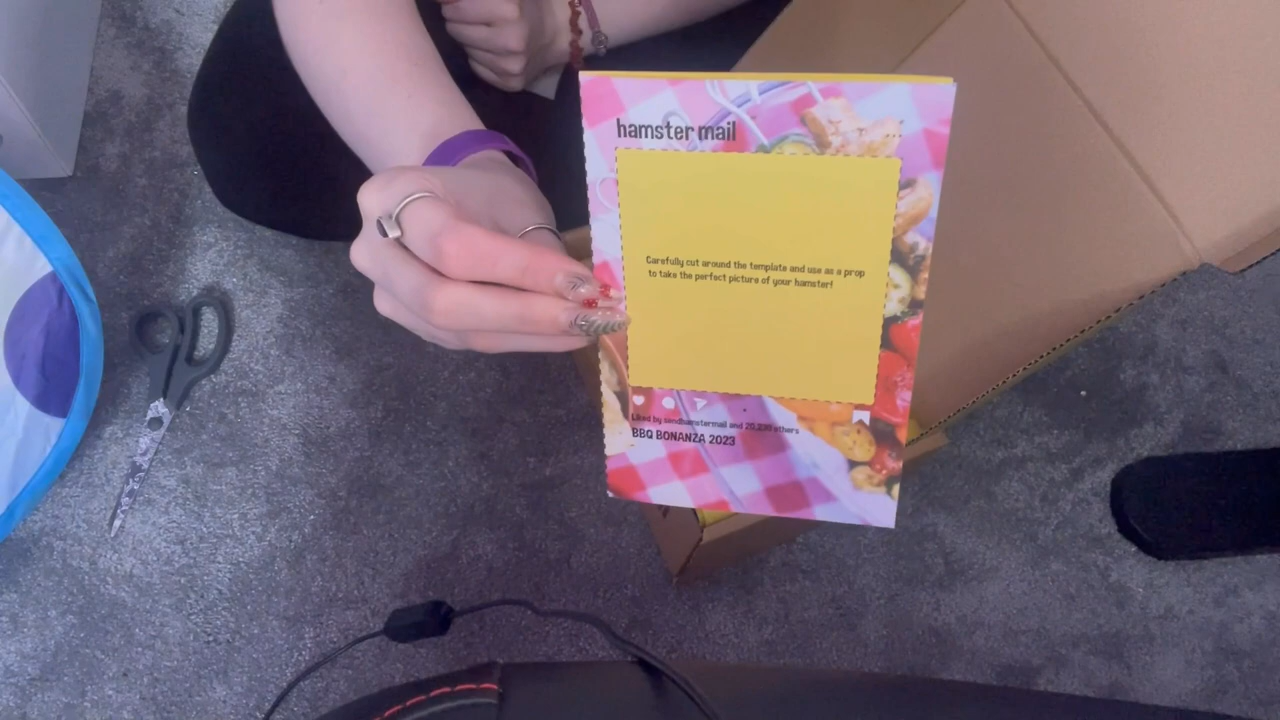 hamster mail
...
Carefully cut around the template and use as a prop
to take the perfect picture of your hamster!
Liked by sendhamstermail and 20,230 others
BBQ BONANZA 2023